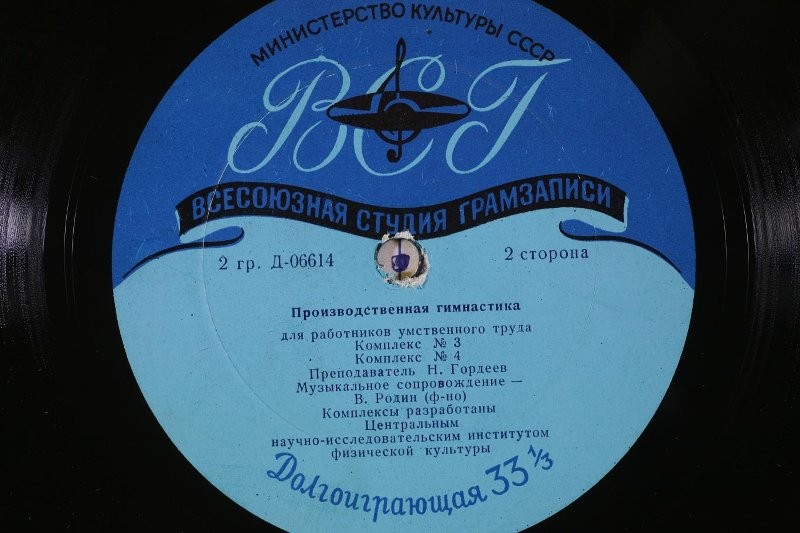 МИНИСТЕРСТВО КУЛЬТУРЫ СССР
ВСГ
ВСЕСОЮЗНАЯ СТУДИЯ ГРАМЗАПИСИ
2 гр. Д-06614
2 сторона
Производственная гимнастика
для работников умственного труда
Комплекс № 3
Комплекс № 4
Преподаватель Н. Гордеев
Музыкальное сопровождение —
В. Родин (ф-но)
Комплексы разработаны
Центральным
научно-исследовательским институтом
физической культуры
Долгоиграющая 33 1/3